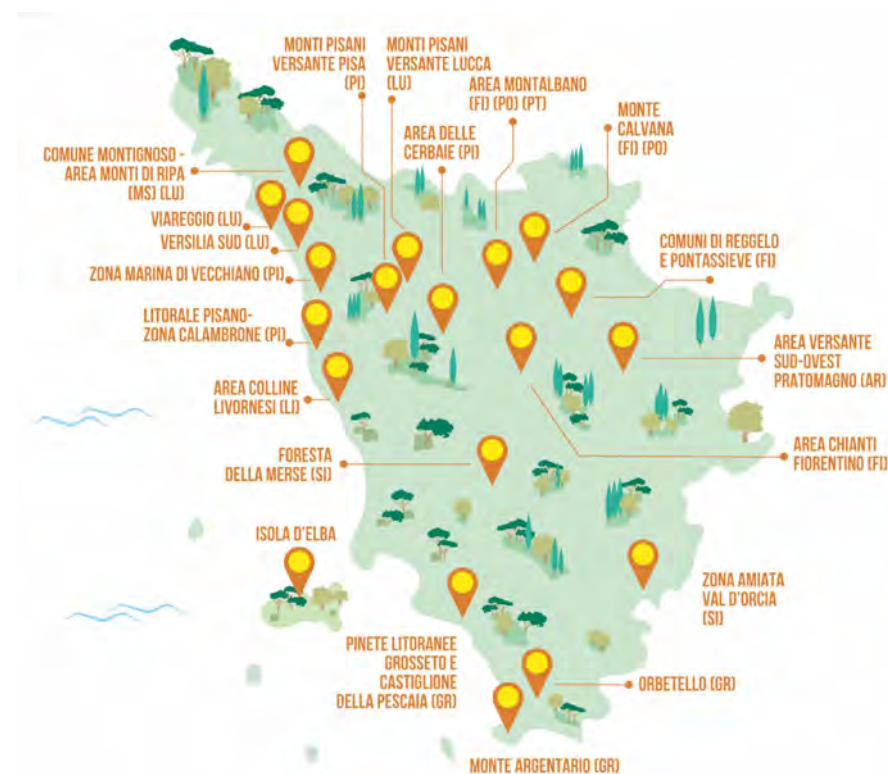 MONTI PISANI
VERSANTE PISA
(PI)
MONTI PISANI
VERSANTE LUCCA
(LU)
AREA MONTALBANO
(FI) (PO) (PT)
MONTE
CALVANA
(FI) (PO)
AREA DELLE
CERBAIE (PI)
COMUNE MONTIGNOSO -
AREA MONTI DI RIPA
(MS) (LU)
VIAREGGIO (LU)
VERSILIA SUD (LU)
ZONA MARINA DI VECCHIANO (PI)
COMUNI DI REGGELO
E PONTASSIEVE (FI)
LITORALE PISANO-
ZONA CALAMBRONE (PI)
AREA VERSANTE
SUD-OVEST
PRATOMAGNO (AR)
AREA COLLINE
LIVORNESI (LI)
AREA CHIANTI
FIORENTINO (FI)
FORESTA
DELLA MERSE (SI)
ISOLA D'ELBA
ZONA AMIATA
VAL D'ORCIA
(SI)
PINETE LITORANEE
GROSSETO E
CASTIGLIONE
DELLA PESCAIA (GR)
ORBETELLO (GR)
MONTE ARGENTARIO (GR)